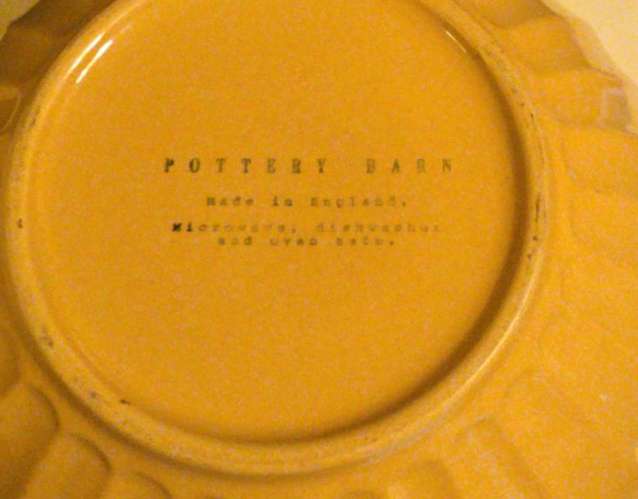 POTTERY BARN
Made in England.
Microwave, dishwasher
and oven safe.